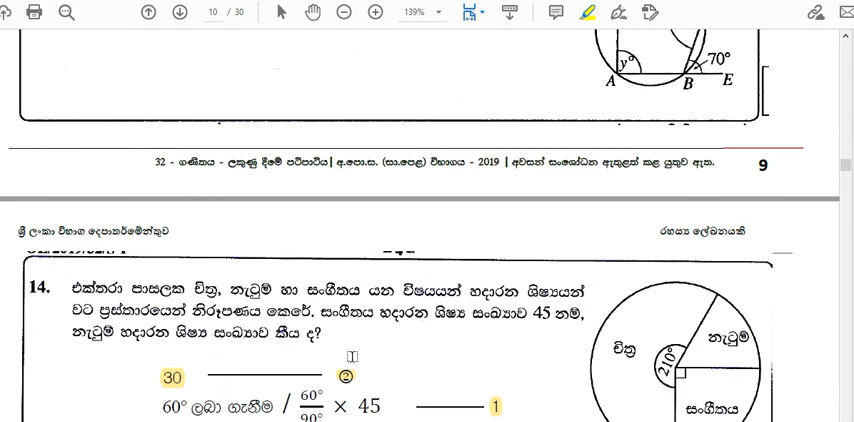 10 / 30
139%
y°
70°
A
B
E
32 - ගණිතය - ලකුණු දීමේ පටිපාටිය| අ.පො.ස. (සා.පෙළ) විභාගය - 2019 | අවසන් සංශෝධන ඇතුළත් කළ යුතුව ඇත.
9
ශ්‍රී ලංකා විභාග දෙපාර්තමේන්තුව
රහස්‍ය ලේඛනයකි
14. එක්තරා පාසලක චිත්‍ර, නැටුම් හා සංගීතය යන විෂයයන් හදාරන ශිෂ්‍යයන්
වට ප්‍රස්තාරයෙන් නිරූපණය කෙරේ. සංගීතය හදාරන ශිෂ්‍ය සංඛ්‍යාව 45 නම්,
නැටුම් හදාරන ශිෂ්‍ය සංඛ්‍යාව කීය ද?
චිත්‍ර
නැටුම්
210°
සංගීතය
30
2
60° ලබා ගැනීම / 60°/90° × 45
1